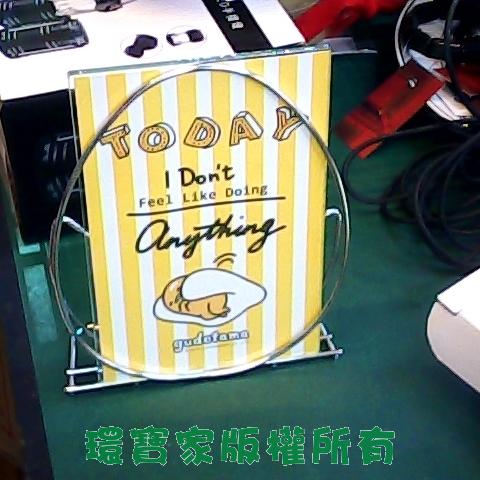 TODAY
I Don't
Feel Like Doing
Anything
gudetama
環寶家版權所有